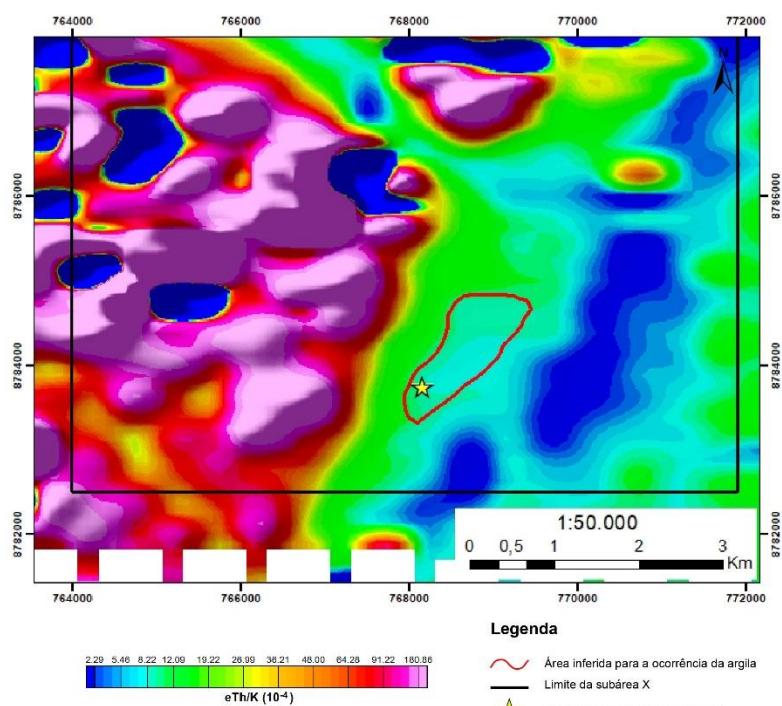 764000 766000 768000 770000 772000
N
8786000 8786000
8784000 8784000
8782000 8782000
1:50.000
0 0,5 1 2 3
Km
764000 766000 768000 770000 772000
Legenda
2.29 5.46 8.22 12.09 19.22 26.99 36.21 48.00 64.28 91.22 160.86
eTh/K (10-4)
Área inferida para a ocorrência da argila
Limite da subárea X